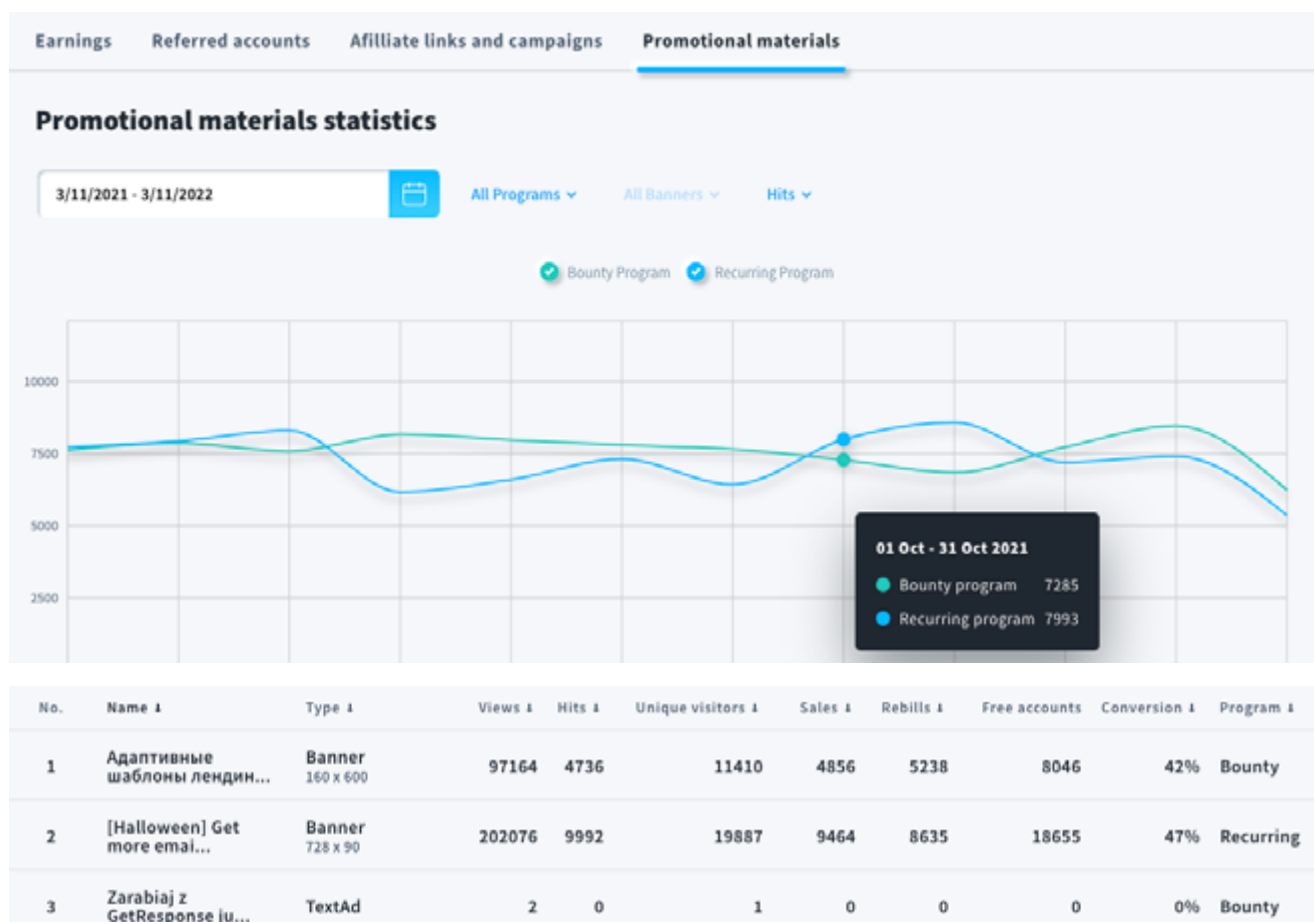 Earnings Referred accounts Afilliate links and campaigns Promotional materials
Promotional materials statistics
3/11/2021 - 3/11/2022 All Programs All Banners Hits
Bounty Program Recurring Program
10000
7500
5000
2500
01 Oct - 31 Oct 2021
Bounty program 7285
Recurring program 7993
No. Name Type Views Hits Unique visitors Sales Rebills Free accounts Conversion Program
1 Адаптивные шаблоны лендин... Banner 160 x 600 97164 4736 11410 4856 5238 8046 42% Bounty
2 [Halloween] Get more emai... Banner 728 x 90 202076 9992 19887 9464 8635 18655 47% Recurring
3 Zarabiaj z GetResponse ju... TextAd 2 0 1 0 0 0 0% Bounty